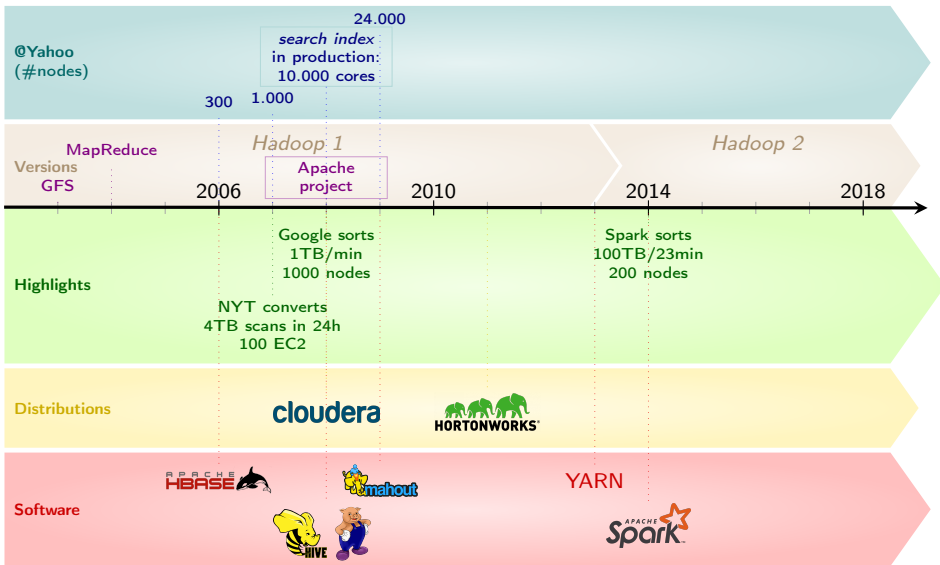 24.000
@Yahoo
(#nodes)
search index
in production:
10.000 cores
300
1.000
Hadoop 1
Hadoop 2
MapReduce
Versions
GFS
Apache
project
2006
2010
2014
2018
Highlights
Google sorts
1TB/min
1000 nodes
Spark sorts
100TB/23min
200 nodes
NYT converts
4TB scans in 24h
100 EC2
Distributions
cloudera
HORTONWORKS
Software
APACHE
HBASE
mahout
YARN
HIVE
APACHE
Spark